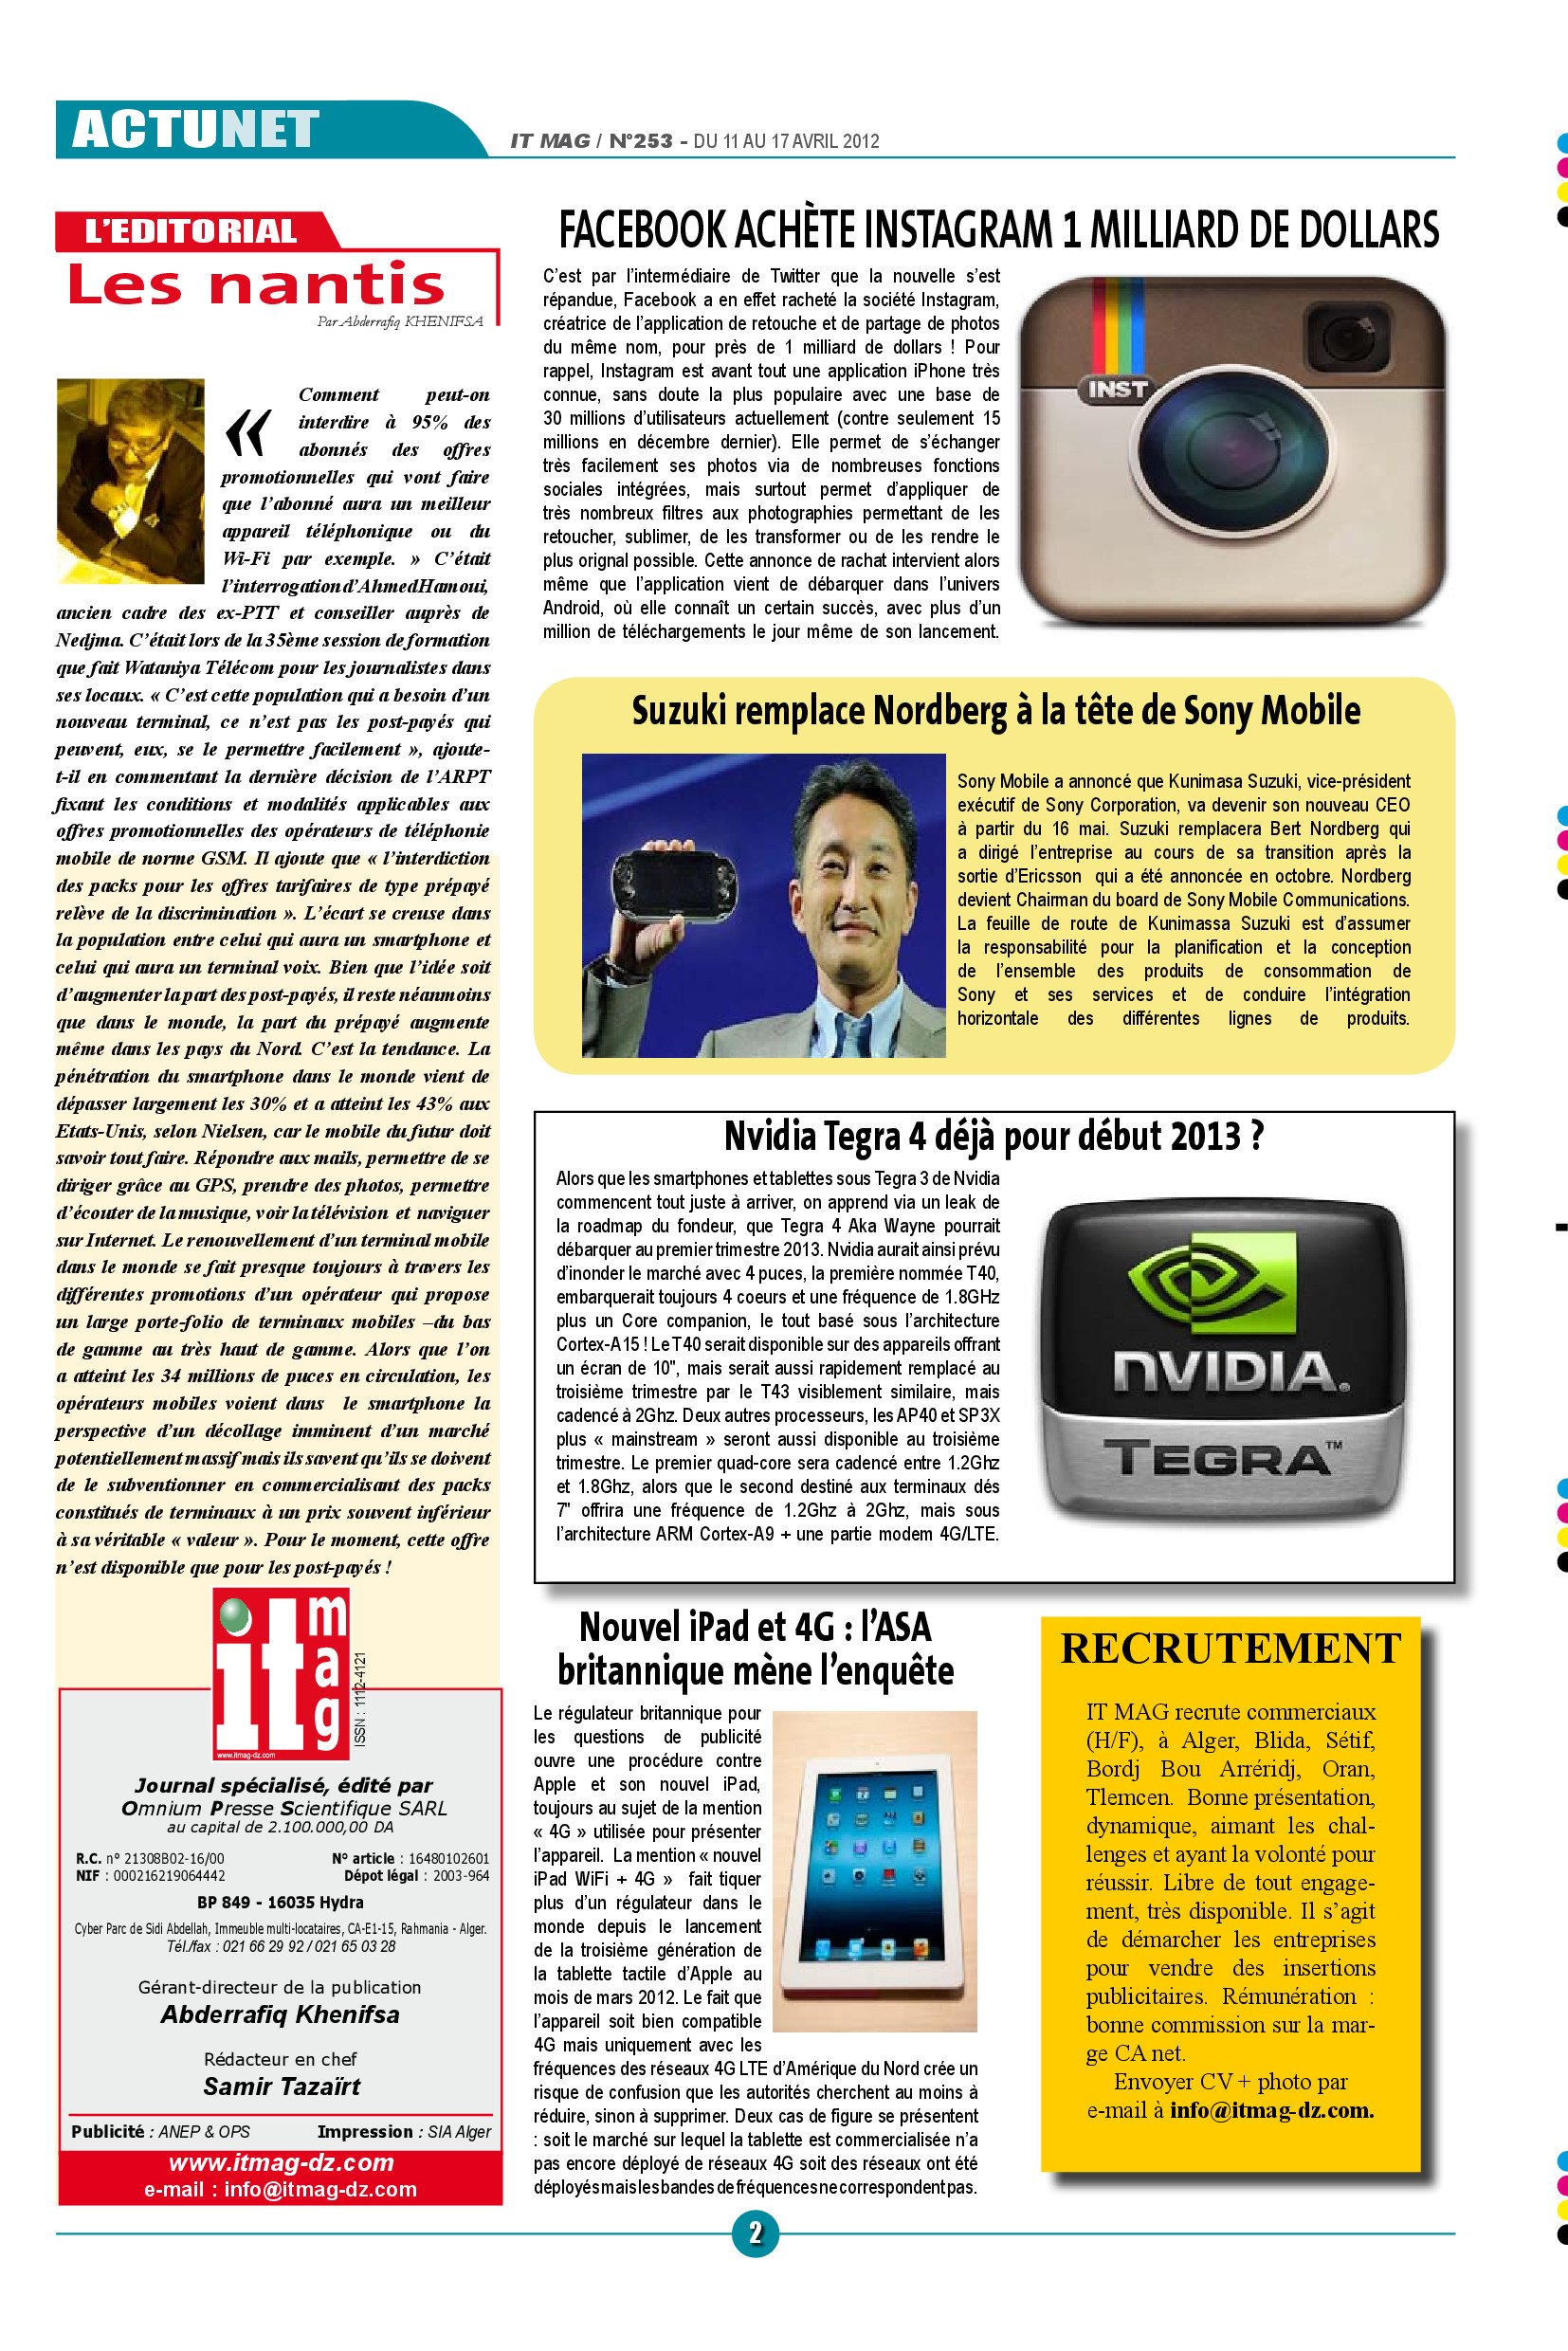 ACTUNET
IT MAG / N°253 - DU 11 AU 17 AVRIL 2012
L'EDITORIAL
Les nantis
Par Abderrafiq KHENIFSA
«
Comment peut-on
interdire à 95% des
abonnés des offres
promotionnelles qui vont faire
que l'abonné aura un meilleur
appareil téléphonique ou du
Wi-Fi par exemple. » C'était
l'interrogation d'Ahmed Hamoui,
ancien cadre des ex-PTT et conseiller auprès de
Nedjma. C'était lors de la 35ème session de formation
que fait Wataniya Télécom pour les journalistes dans
ses locaux. « C'est cette population qui a besoin d'un
nouveau terminal, ce n'est pas les post-payés qui
peuvent, eux, se le permettre facilement », ajoute-
t-il en commentant la dernière décision de l'ARPT
fixant les conditions et modalités applicables aux
offres promotionnelles des opérateurs de téléphonie
mobile de norme GSM. Il ajoute que « l'interdiction
des packs pour les offres tarifaires de type prépayé
relève de la discrimination ». L'écart se creuse dans
la population entre celui qui aura un smartphone et
celui qui aura un terminal voix. Bien que l'idée soit
d'augmenter la part des post-payés, il reste néanmoins
que dans le monde, la part du prépayé augmente
même dans les pays du Nord. C'est la tendance. La
pénétration du smartphone dans le monde vient de
dépasser largement les 30% et a atteint les 43% aux
Etats-Unis, selon Nielsen, car le mobile du futur doit
savoir tout faire. Répondre aux mails, permettre de se
diriger grâce au GPS, prendre des photos, permettre
d'écouter de la musique, voir la télévision et naviguer
sur Internet. Le renouvellement d'un terminal mobile
dans le monde se fait presque toujours à travers les
différentes promotions d'un opérateur qui propose
un large porte-folio de terminaux mobiles –du bas
de gamme au très haut de gamme. Alors que l'on
a atteint les 34 millions de puces en circulation, les
opérateurs mobiles voient dans le smartphone la
perspective d'un décollage imminent d'un marché
potentiellement massif mais ils savent qu'ils se doivent
de le subventionner en commercialisant des packs
constitués de terminaux à un prix souvent inférieur
à sa véritable « valeur ». Pour le moment, cette offre
n'est disponible que pour les post-payés !
it mag
www.itmag-dz.com
ISSN : 1112-4121
Journal spécialisé, édité par
Omnium Presse Scientifique SARL
au capital de 2.100.000,00 DA
R.C. n° 21308B02-16/00 N° article : 16480102601
NIF : 000216219064442 Dépot légal : 2003-964
BP 849 - 16035 Hydra
Cyber Parc de Sidi Abdellah, Immeuble multi-locataires, CA-E1-15, Rahmania - Alger.
Tél./fax : 021 66 29 92 / 021 65 03 28
Gérant-directeur de la publication
Abderrafiq Khenifsa
Rédacteur en chef
Samir Tazaïrt
Publicité : ANEP & OPS Impression : SIA Alger
www.itmag-dz.com
e-mail : info@itmag-dz.com
FACEBOOK ACHÈTE INSTAGRAM 1 MILLIARD DE DOLLARS
C'est par l'intermédiaire de Twitter que la nouvelle s'est
répandue, Facebook a en effet racheté la société Instagram,
créatrice de l'application de retouche et de partage de photos
du même nom, pour près de 1 milliard de dollars ! Pour
rappel, Instagram est avant tout une application iPhone très
connue, sans doute la plus populaire avec une base de
30 millions d'utilisateurs actuellement (contre seulement 15
millions en décembre dernier). Elle permet de s'échanger
très facilement ses photos via de nombreuses fonctions
sociales intégrées, mais surtout permet d'appliquer de
très nombreux filtres aux photographies permettant de les
retoucher, sublimer, de les transformer ou de les rendre le
plus orignal possible. Cette annonce de rachat intervient alors
même que l'application vient de débarquer dans l'univers
Android, où elle connaît un certain succès, avec plus d'un
million de téléchargements le jour même de son lancement.
INST
Suzuki remplace Nordberg à la tête de Sony Mobile
Sony Mobile a annoncé que Kunimasa Suzuki, vice-président
exécutif de Sony Corporation, va devenir son nouveau CEO
à partir du 16 mai. Suzuki remplacera Bert Nordberg qui
a dirigé l'entreprise au cours de sa transition après la
sortie d'Ericsson qui a été annoncée en octobre. Nordberg
devient Chairman du board de Sony Mobile Communications.
La feuille de route de Kunimassa Suzuki est d'assumer
la responsabilité pour la planification et la conception
de l'ensemble des produits de consommation de
Sony et ses services et de conduire l'intégration
horizontale des différentes lignes de produits.
Nvidia Tegra 4 déjà pour début 2013 ?
Alors que les smartphones et tablettes sous Tegra 3 de Nvidia
commencent tout juste à arriver, on apprend via un leak de
la roadmap du fondeur, que Tegra 4 Aka Wayne pourrait
débarquer au premier trimestre 2013. Nvidia aurait ainsi prévu
d'inonder le marché avec 4 puces, la première nommée T40,
embarquerait toujours 4 coeurs et une fréquence de 1.8GHz
plus un Core companion, le tout basé sous l'architecture
Cortex-A15 ! Le T40 serait disponible sur des appareils offrant
un écran de 10", mais serait aussi rapidement remplacé au
troisième trimestre par le T43 visiblement similaire, mais
cadencé à 2Ghz. Deux autres processeurs, les AP40 et SP3X
plus « mainstream » seront aussi disponible au troisième
trimestre. Le premier quad-core sera cadencé entre 1.2Ghz
et 1.8Ghz, alors que le second destiné aux terminaux dés
7" offrira une fréquence de 1.2Ghz à 2Ghz, mais sous
l'architecture ARM Cortex-A9 + une partie modem 4G/LTE.
NVIDIA.
TEGRA™
Nouvel iPad et 4G : l'ASA
britannique mène l'enquête
Le régulateur britannique pour
les questions de publicité
ouvre une procédure contre
Apple et son nouvel iPad,
toujours au sujet de la mention
« 4G » utilisée pour présenter
l'appareil. La mention « nouvel
iPad WiFi + 4G » fait tiquer
plus d'un régulateur dans le
monde depuis le lancement
de la troisième génération de
la tablette tactile d'Apple au
mois de mars 2012. Le fait que
l'appareil soit bien compatible
4G mais uniquement avec les
fréquences des réseaux 4G LTE d'Amérique du Nord crée un
risque de confusion que les autorités cherchent au moins à
réduire, sinon à supprimer. Deux cas de figure se présentent
: soit le marché sur lequel la tablette est commercialisée n'a
pas encore déployé de réseaux 4G soit des réseaux ont été
déployés mais les bandes de fréquences ne correspondent pas.
RECRUTEMENT
IT MAG recrute commerciaux
(H/F), à Alger, Blida, Sétif,
Bordj Bou Arréridj, Oran,
Tlemcen. Bonne présentation,
dynamique, aimant les chal-
lenges et ayant la volonté pour
réussir. Libre de tout engage-
ment, très disponible. Il s'agit
de démarcher les entreprises
pour vendre des insertions
publicitaires. Rémunération :
bonne commission sur la mar-
ge CA net.
Envoyer CV + photo par
e-mail à info@itmag-dz.com.
2